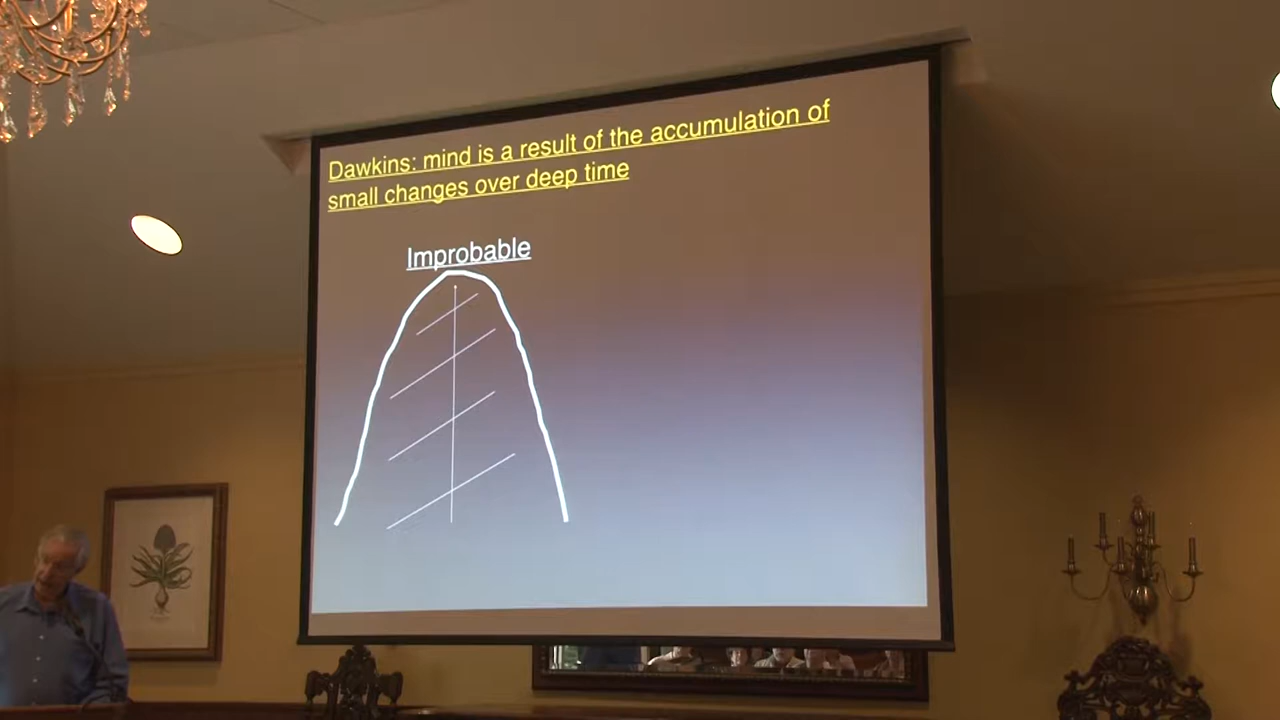 Dawkins: mind is a result of the accumulation of
small changes over deep time
Improbable